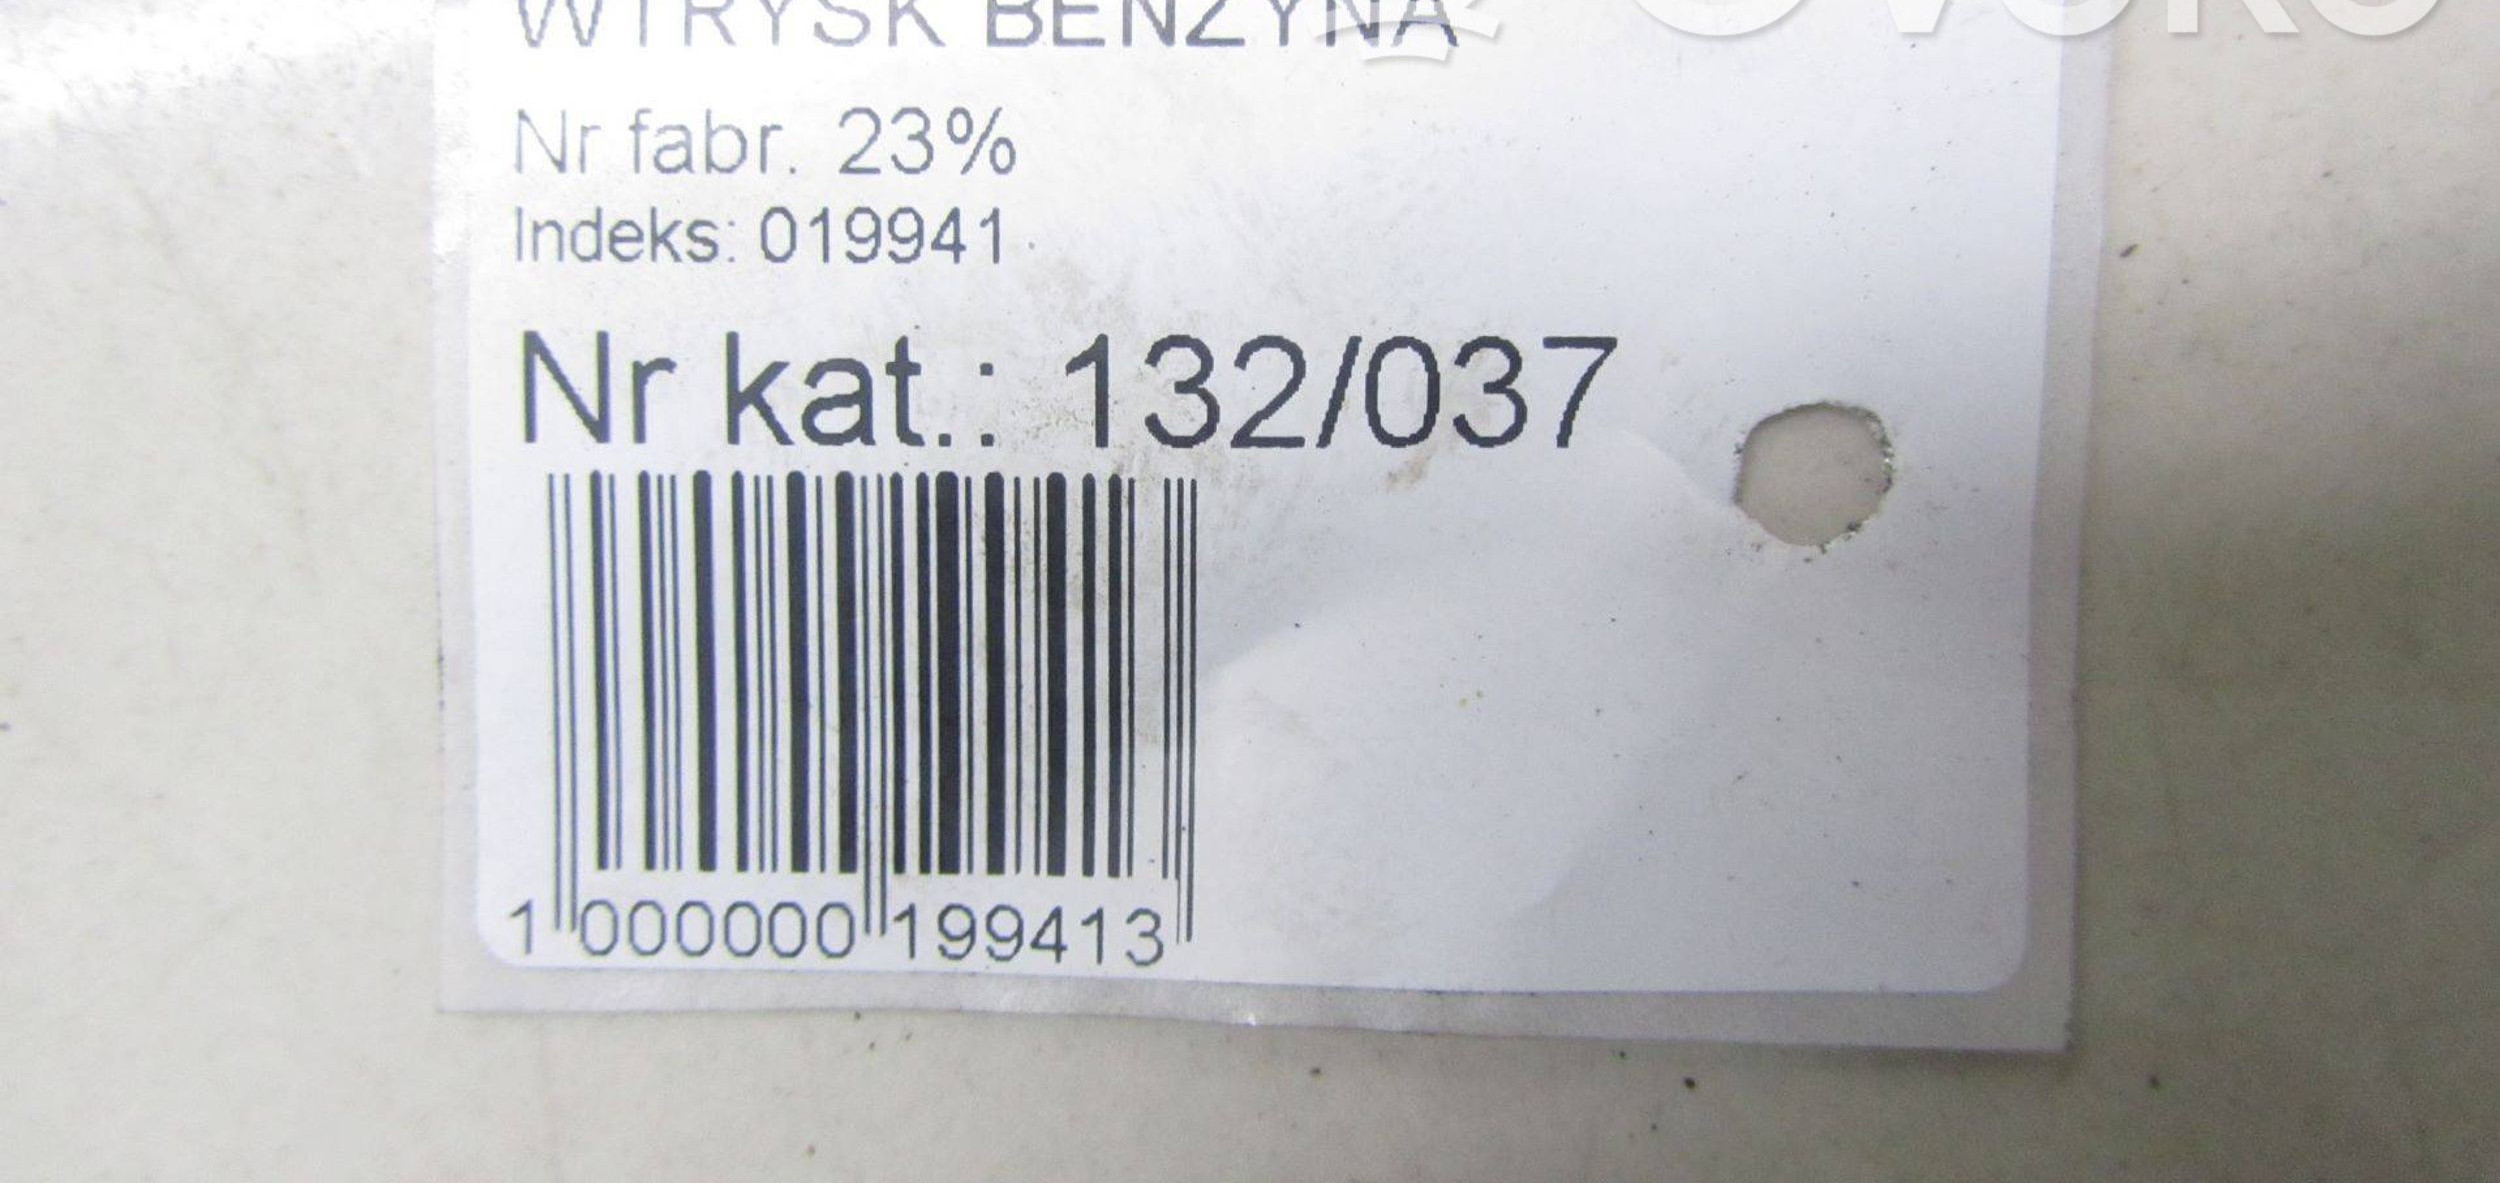 WTRYSK BENZYNA
Nr fabr. 23%
Indeks: 019941
Nr kat.: 132/037
1 000000 199413